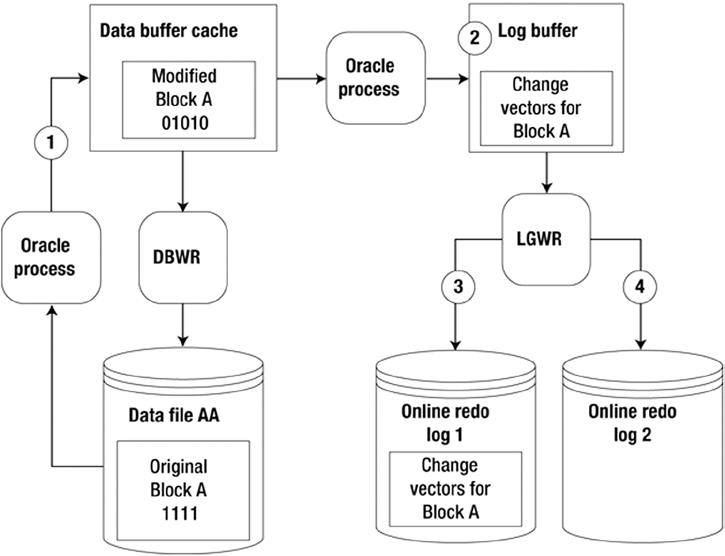 Data buffer cache
Modified
Block A
01010
Oracle
process
2
Log buffer
Change
vectors for
Block A
1
Oracle
process
DBWR
LGWR
3
4
Data file AA
Original
Block A
1111
Online redo
log 1
Change
vectors for
Block A
Online redo
log 2